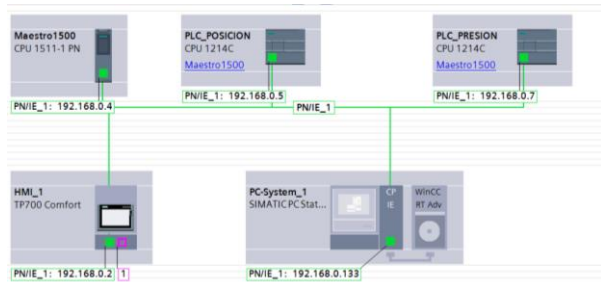 Maestro1500
CPU 1511-1 PN
PN/IE_1: 192.168.0.4
PLC_POSICION
CPU 1214C
Maestro1500
PN/IE_1: 192.168.0.5
PLC_PRESION
CPU 1214C
Maestro1500
PN/IE_1: 192.168.0.7
PN/IE_1
HMI_1
TP700 Comfort
PN/IE_1: 192.168.0.2
1
PC-System_1
SIMATIC PC Stat...
CP
IE
WinCC
RT Adv
PN/IE_1: 192.168.0.133